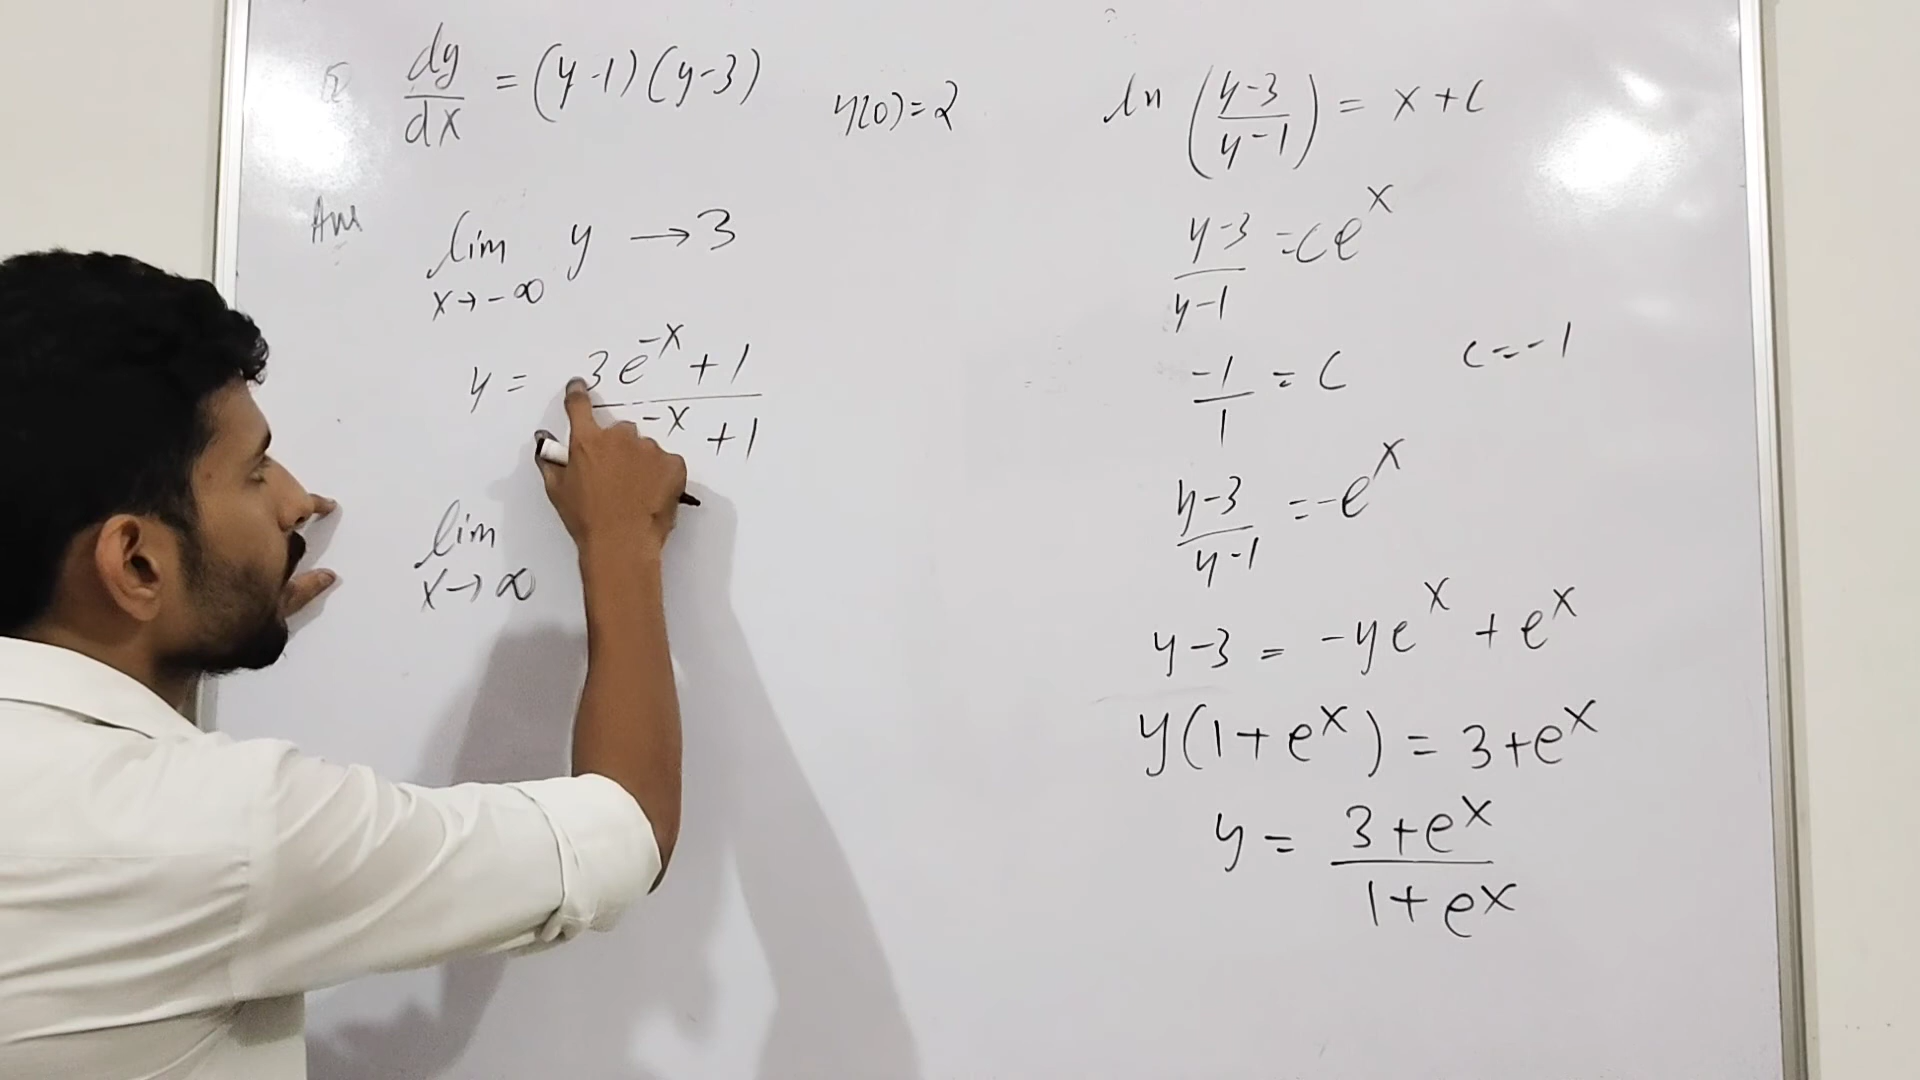 dy/dx = (y-1)(y-3) y(0)=2
Ans
lim x→-∞ y → 3
y = 3e^-x + 1 / ^-x + 1
lim x→∞
ln (y-3/y-1) = x+c
y-3/y-1 = ce^x
-1/1 = c c=-1
y-3/y-1 = -e^x
y-3 = -ye^x + e^x
y(1+e^x) = 3+e^x
y = 3+e^x/1+e^x